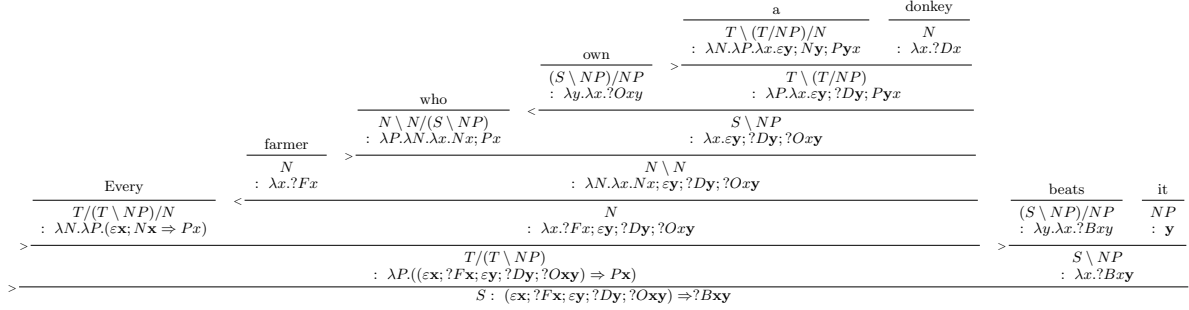 a donkey
T \ (T/NP)/N N
: λN.λP.λx.ε𝐲; N𝐲; P𝐲x : λx.?Dx
own
(S \ NP)/NP > T \ (T/NP)
: λy.λx.?Oxy : λP.λx.ε𝐲; ?D𝐲; P𝐲x
who <
N \ N/(S \ NP) S \ NP
: λP.λN.λx.Nx; Px : λx.ε𝐲; ?D𝐲; ?Ox𝐲
farmer >
N N \ N
: λx.?Fx : λN.λx.Nx; ε𝐲; ?D𝐲; ?Ox𝐲
Every < beats it
T/(T \ NP)/N N (S \ NP)/NP NP
: λN.λP.(ε𝐱; N𝐱 ⇒ P𝐱) : λx.?Fx; ε𝐲; ?D𝐲; ?Ox𝐲 : λy.λx.?Bxy : 𝐲
> T/(T \ NP) > S \ NP
: λP.((ε𝐱; ?F𝐱; ε𝐲; ?D𝐲; ?O𝐱𝐲) ⇒ P𝐱) : λx.?Bx𝐲
> S : (ε𝐱; ?F𝐱; ε𝐲; ?D𝐲; ?O𝐱𝐲) ⇒?B𝐱𝐲